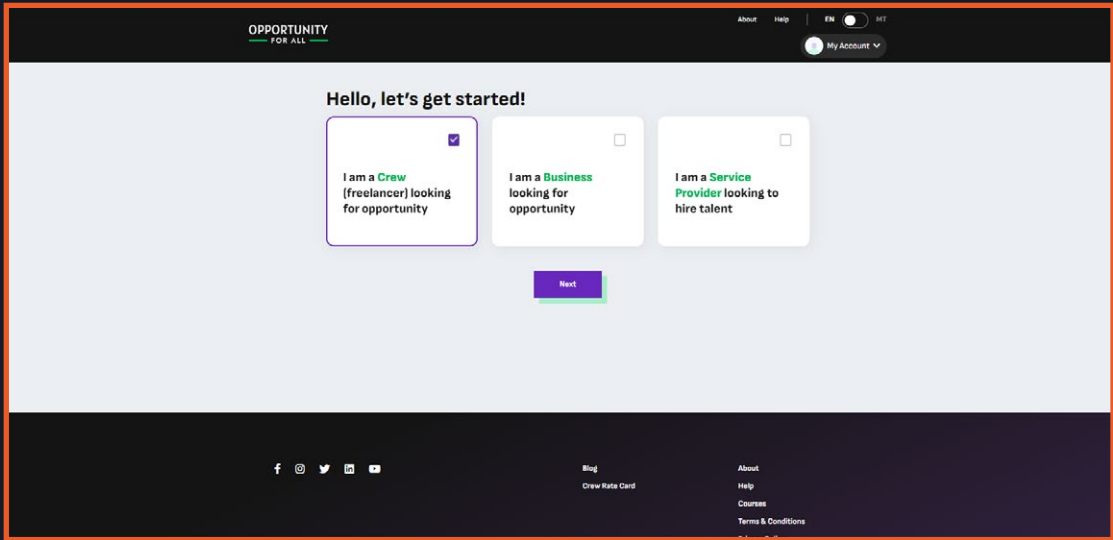 OPPORTUNITY
FOR ALL
About Help EN MT
My Account
Hello, let's get started!
I am a Crew
(freelancer) looking
for opportunity
I am a Business
looking for
opportunity
I am a Service
Provider looking to
hire talent
Next
Blog
Crew Rate Card
About
Help
Courses
Terms & Conditions